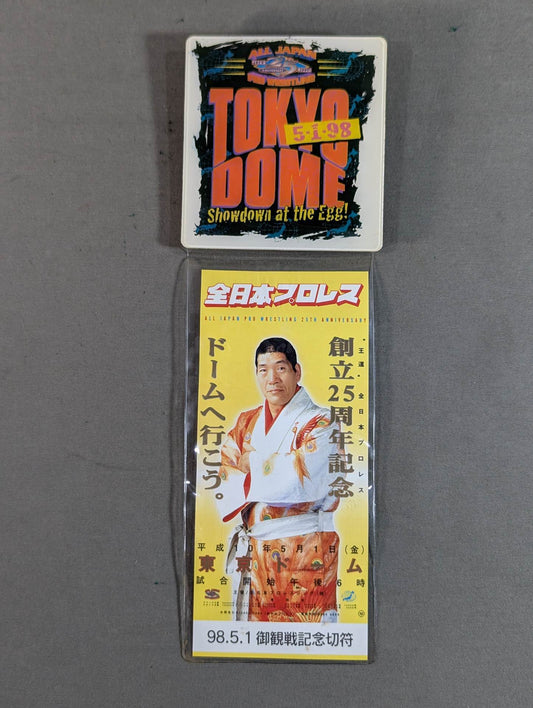 ALL JAPAN
PRO WRESTLING
TOKYO
5·1·98
DOME
Showdown at the Egg!
全日本プロレス
ALL JAPAN PRO WRESTLING 25TH ANNIVERSARY
"王道"全日本プロレス
創立25周年記念
ドームへ行こう。
平成10年5月1日(金)
東京ドーム
試合開始午後6時
98.5.1 御観戦記念切符